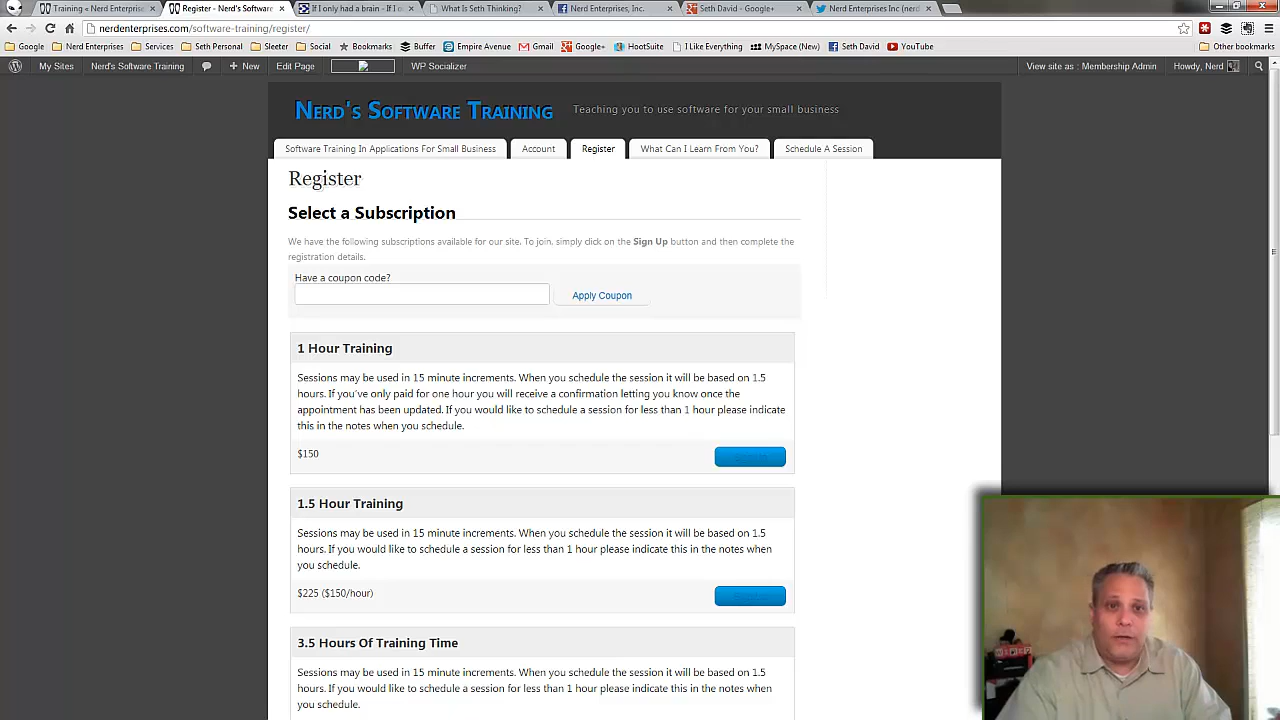 Training « Nerd Enterprise
Register - Nerd's Software
If I only had a brain - If I o
What Is Seth Thinking?
Nerd Enterprises, Inc.
Seth David - Google+
Nerd Enterprises Inc (nerd
nerdenterprises.com/software-training/register/
Google
Nerd Enterprises
Services
Seth Personal
Sleeter
Social
Bookmarks
Buffer
Empire Avenue
Gmail
Google+
HootSuite
I Like Everything
MySpace (New)
Seth David
YouTube
Other bookmarks
My Sites
Nerd's Software Training
+ New
Edit Page
WP Socializer
View site as : Membership Admin
Howdy, Nerd
Nerd's Software Training
Teaching you to use software for your small business
Software Training In Applications For Small Business
Account
Register
What Can I Learn From You?
Schedule A Session
Register
Select a Subscription
We have the following subscriptions available for our site. To join, simply click on the Sign Up button and then complete the
registration details.
Have a coupon code?
Apply Coupon
1 Hour Training
Sessions may be used in 15 minute increments. When you schedule the session it will be based on 1.5
hours. If you've only paid for one hour you will receive a confirmation letting you know once the
appointment has been updated. If you would like to schedule a session for less than 1 hour please indicate
this in the notes when you schedule.
$150
1.5 Hour Training
Sessions may be used in 15 minute increments. When you schedule the session it will be based on 1.5
hours. If you would like to schedule a session for less than 1 hour please indicate this in the notes when
you schedule.
$225 ($150/hour)
3.5 Hours Of Training Time
Sessions may be used in 15 minute increments. When you schedule the session it will be based on 1.5
hours. If you would like to schedule a session for less than 1 hour please indicate this in the notes when
you schedule.